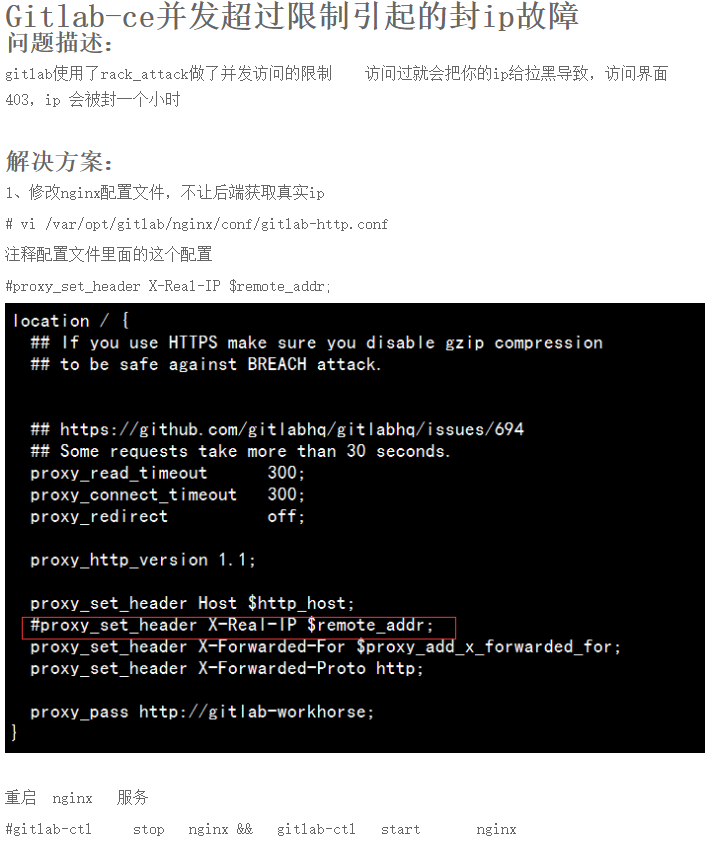 Gitlab-ce并发超过限制引起的封ip故障
问题描述：
gitlab使用了rack_attack做了并发访问的限制 访问过就会把你的ip给拉黑导致，访问界面
403，ip 会被封一个小时
解决方案：
1、修改nginx配置文件，不让后端获取真实ip
# vi /var/opt/gitlab/nginx/conf/gitlab-http.conf
注释配置文件里面的这个配置
#proxy_set_header X-Real-IP $remote_addr;
location / {
## If you use HTTPS make sure you disable gzip compression
## to be safe against BREACH attack.
## https://github.com/gitlabhq/gitlabhq/issues/694
## Some requests take more than 30 seconds.
proxy_read_timeout 300;
proxy_connect_timeout 300;
proxy_redirect off;
proxy_http_version 1.1;
proxy_set_header Host $http_host;
#proxy_set_header X-Real-IP $remote_addr;
proxy_set_header X-Forwarded-For $proxy_add_x_forwarded_for;
proxy_set_header X-Forwarded-Proto http;
proxy_pass http://gitlab-workhorse;
}
重启 nginx 服务
#gitlab-ctl stop nginx && gitlab-ctl start nginx